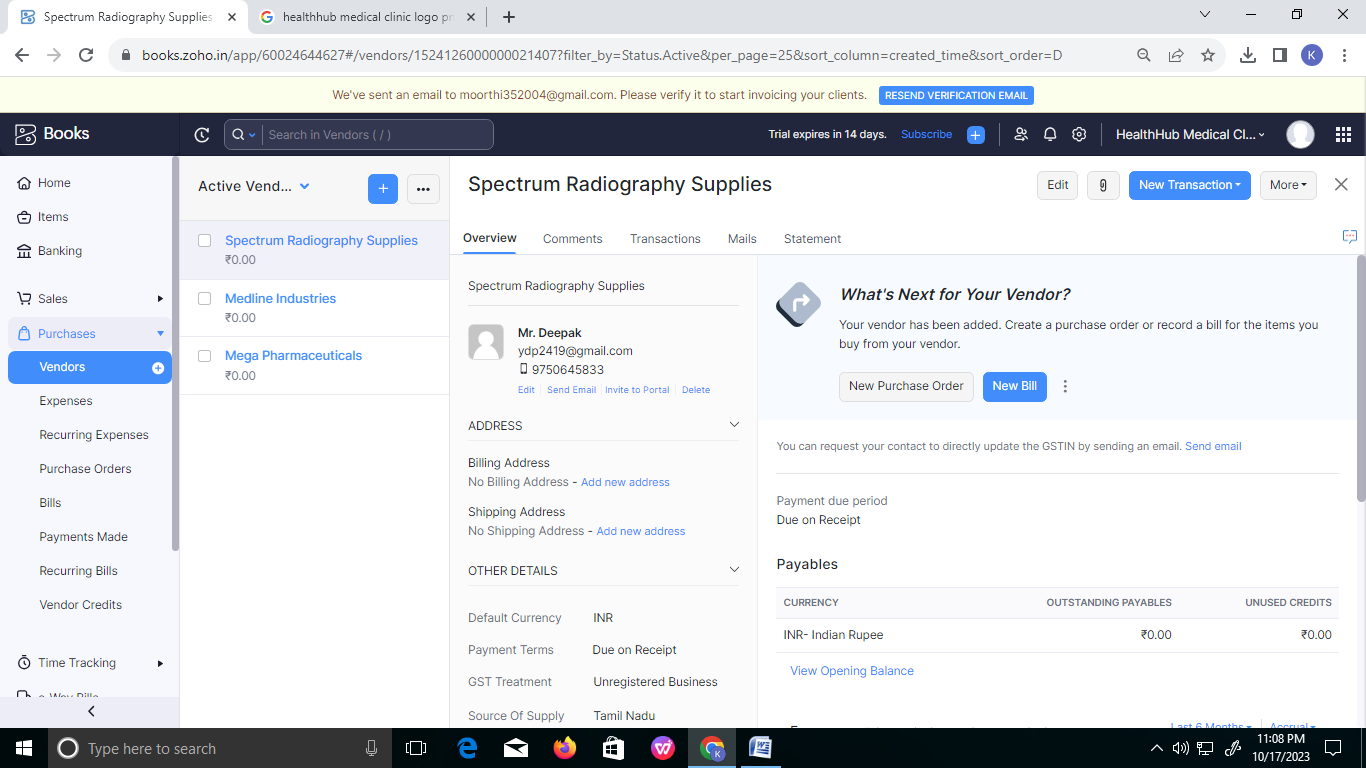 Spectrum Radiography Supplies
healthhub medical clinic logo pn
books.zoho.in/app/60024644627#/vendors/1524126000000021407?filter_by=Status.Active&per_page=25&sort_column=created_time&sort_order=D
K
We've sent an email to moorthi352004@gmail.com. Please verify it to start invoicing your clients. RESEND VERIFICATION EMAIL
Books
Search in Vendors ( / )
Trial expires in 14 days. Subscribe
HealthHub Medical Cl...
Home
Items
Banking
Sales
Purchases
Vendors
Expenses
Recurring Expenses
Purchase Orders
Bills
Payments Made
Recurring Bills
Vendor Credits
Time Tracking
e-Way Bills
Active Vend...
Spectrum Radiography Supplies
₹0.00
Medline Industries
₹0.00
Mega Pharmaceuticals
₹0.00
Spectrum Radiography Supplies
Edit
New Transaction
More
Overview Comments Transactions Mails Statement
Spectrum Radiography Supplies
Mr. Deepak
ydp2419@gmail.com
9750645833
Edit Send Email Invite to Portal Delete
ADDRESS
Billing Address
No Billing Address - Add new address
Shipping Address
No Shipping Address - Add new address
OTHER DETAILS
Default Currency INR
Payment Terms Due on Receipt
GST Treatment Unregistered Business
Source Of Supply Tamil Nadu
What's Next for Your Vendor?
Your vendor has been added. Create a purchase order or record a bill for the items you
buy from your vendor.
New Purchase Order New Bill
You can request your contact to directly update the GSTIN by sending an email. Send email
Payment due period
Due on Receipt
Payables
CURRENCY OUTSTANDING PAYABLES UNUSED CREDITS
INR- Indian Rupee ₹0.00 ₹0.00
View Opening Balance
Last 6 Months Accrual
Type here to search
11:08 PM
10/17/2023